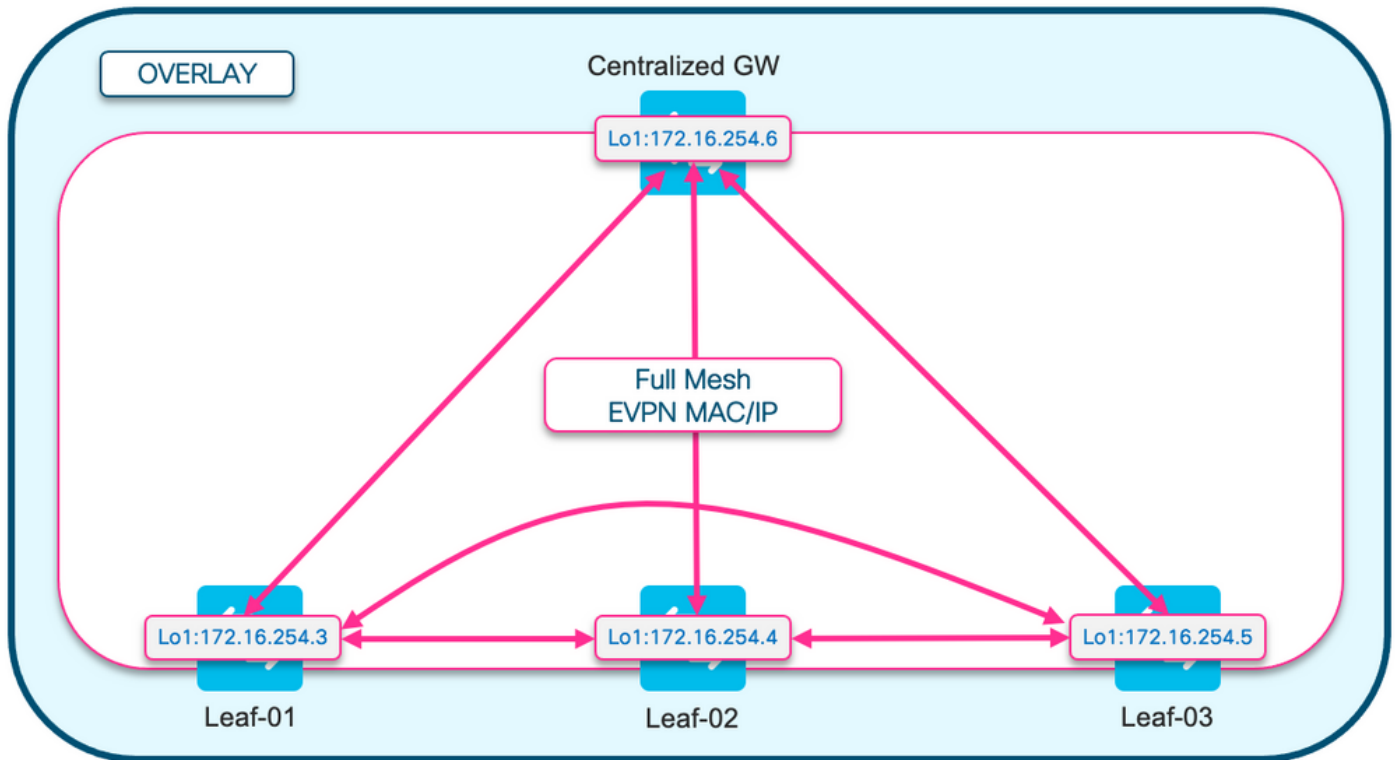 OVERLAY
Centralized GW
Lo1:172.16.254.6
Full Mesh
EVPN MAC/IP
Lo1:172.16.254.3
Lo1:172.16.254.4
Lo1:172.16.254.5
Leaf-01
Leaf-02
Leaf-03